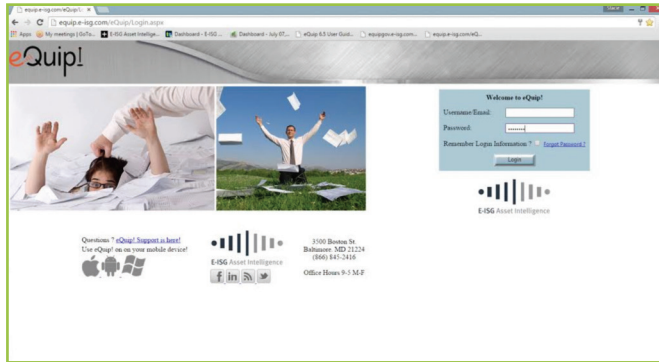 equip.e-isg.com/eQuip/Login.aspx
Apps My meetings | GoTo... E-ISG Asset Intellige... Dashboard - E-ISG ... Dashboard - July 07,... eQuip 6.5 User Guid... equipgov.e-isg.com... equip.e-isg.com/eQ...
eQuip!
Welcome to eQuip!
Username/Email:
Password:
Remember Login Information ? Forgot Password ?
Login
E-ISG Asset Intelligence
Questions ? eQuip! Support is here!
Use eQuip! on on your mobile device!
E-ISG Asset Intelligence
3500 Boston St
Baltimore, MD 21224
(866) 845-2416
Office Hours 9-5 M-F